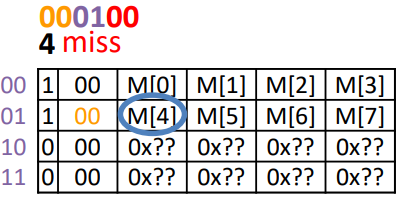 000100
4 miss
00 1 00 M[0] M[1] M[2] M[3]
01 1 00 M[4] M[5] M[6] M[7]
10 0 00 0x?? 0x?? 0x?? 0x??
11 0 00 0x?? 0x?? 0x?? 0x??